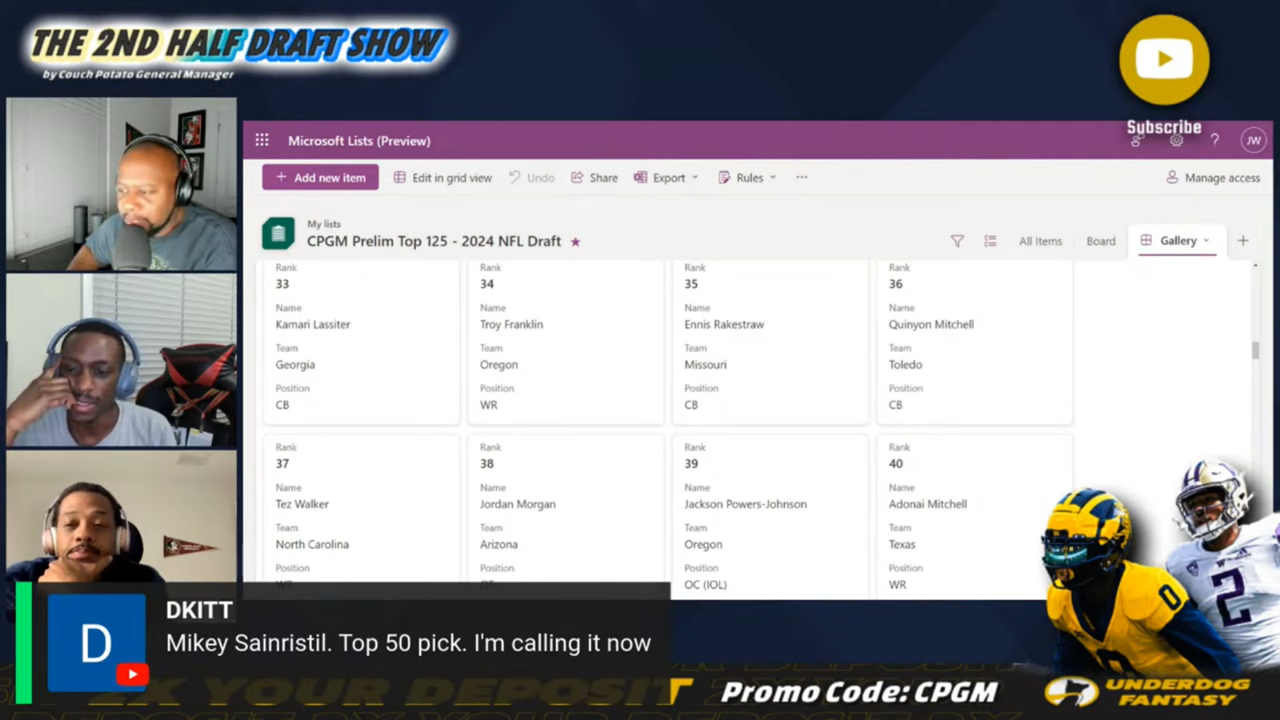 THE 2ND HALF DRAFT SHOW
by Couch Potato General Manager
Subscribe
Microsoft Lists (Preview)
? JW
+ Add new item Edit in grid view Undo Share Export Rules ... Manage access
My lists
CPGM Prelim Top 125 - 2024 NFL Draft
All Items Board Gallery +
Rank Rank Rank Rank
33 34 35 36
Name Name Name Name
Kamari Lassiter Troy Franklin Ennis Rakestraw Quinyon Mitchell
Team Team Team Team
Georgia Oregon Missouri Toledo
Position Position Position Position
CB WR CB CB
Rank Rank Rank Rank
37 38 39 40
Name Name Name Name
Tez Walker Jordan Morgan Jackson Powers-Johnson Adonai Mitchell
Team Team Team Team
North Carolina Arizona Oregon Texas
Position Position Position Position
OC (IOL) WR
0
2
D
DKITT
Mikey Sainristil. Top 50 pick. I'm calling it now
2X YOUR DEPOSIT
Promo Code: CPGM
UNDERDOG
FANTASY